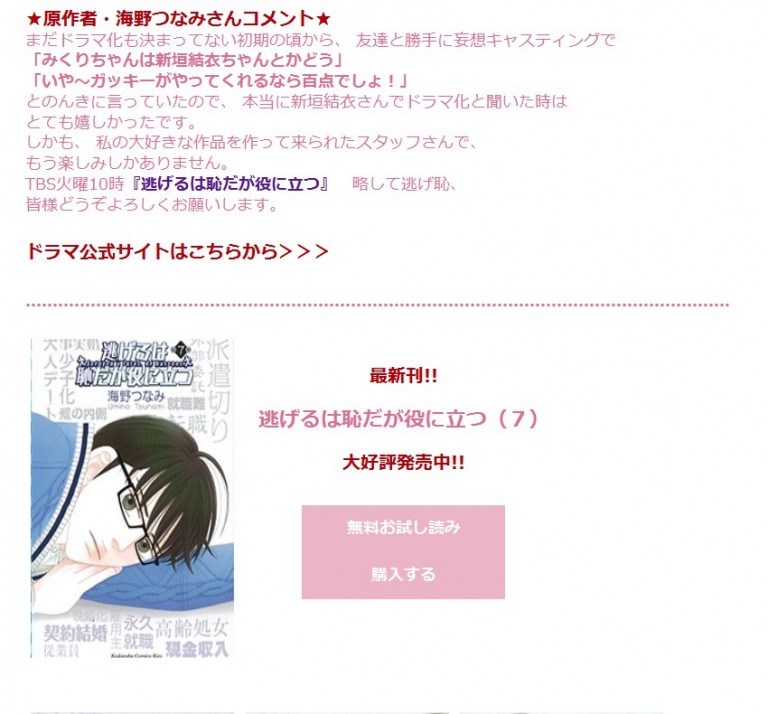 ★原作者・海野つなみさんコメント★
まだドラマ化も決まってない初期の頃から、 友達と勝手に妄想キャスティングで
「みくりちゃんは新垣結衣ちゃんとかどう」
「いや〜ガッキーがやってくれるなら百点でしょ！」
とのんきに言っていたので、 本当に新垣結衣さんでドラマ化と聞いた時は
とても嬉しかったです。
しかも、 私の大好きな作品を作って来られたスタッフさんで、
もう楽しみしかありません。
TBS火曜10時『逃げるは恥だが役に立つ』　略して逃げ恥、
皆様どうぞよろしくお願いします。
ドラマ公式サイトはこちらから＞＞＞
逃げるは
7
恥だが役に立つ
海野つなみ
Umino Tsunami
派遣切り
外部委託
就職難
転職
事実婚
少子化
大人デート
蔵の内側
契約結婚
従業員
雇用主
永久就職
高齢処女
現金収入
Kodansha Comics Kiss
最新刊!!
逃げるは恥だが役に立つ（７）
大好評発売中!!
無料お試し読み
購入する